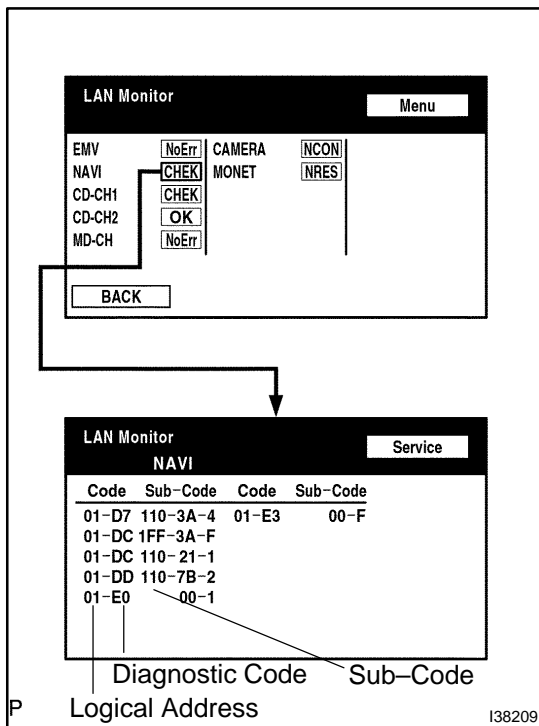 LAN Monitor Menu
EMV NoErr CAMERA NCON
NAVI CHEK MONET NRES
CD-CH1 CHEK
CD-CH2 OK
MD-CH NoErr
BACK
LAN Monitor Service
NAVI
Code Sub-Code Code Sub-Code
01-D7 110-3A-4 01-E3 00-F
01-DC 1FF-3A-F
01-DC 110-21-1
01-DD 110-7B-2
01-E0 00-1
Diagnostic Code Sub–Code
P Logical Address I38209